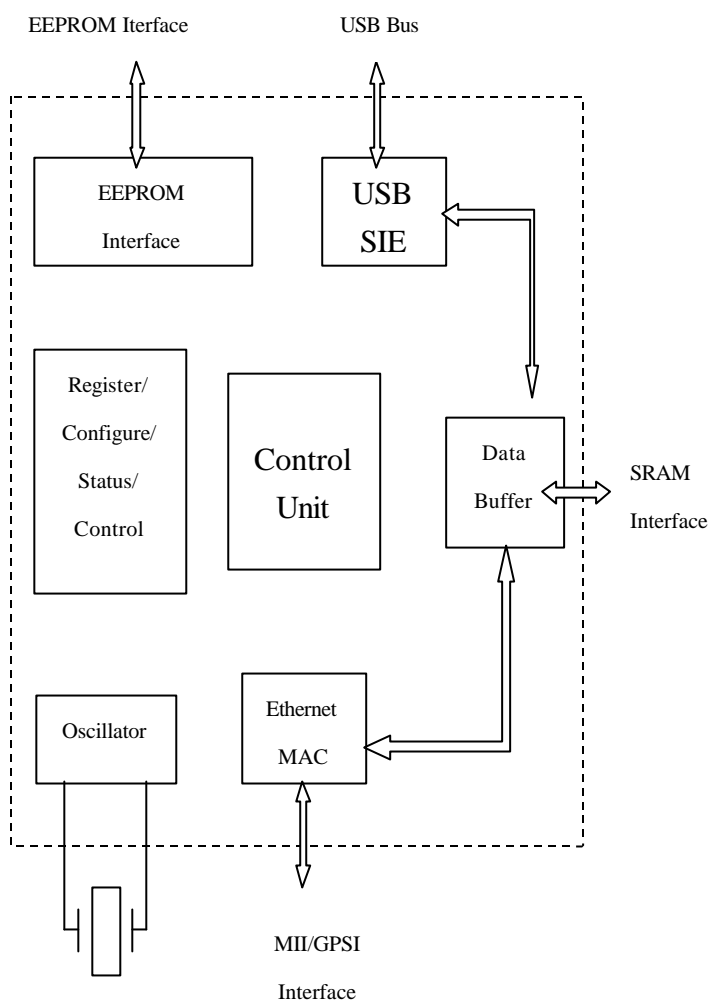 EEPROM Iterface
USB Bus
EEPROM
Interface
USB
SIE
Register/
Configure/
Status/
Control
Control
Unit
Data
Buffer
SRAM
Interface
Oscillator
Ethernet
MAC
MII/GPSI
Interface